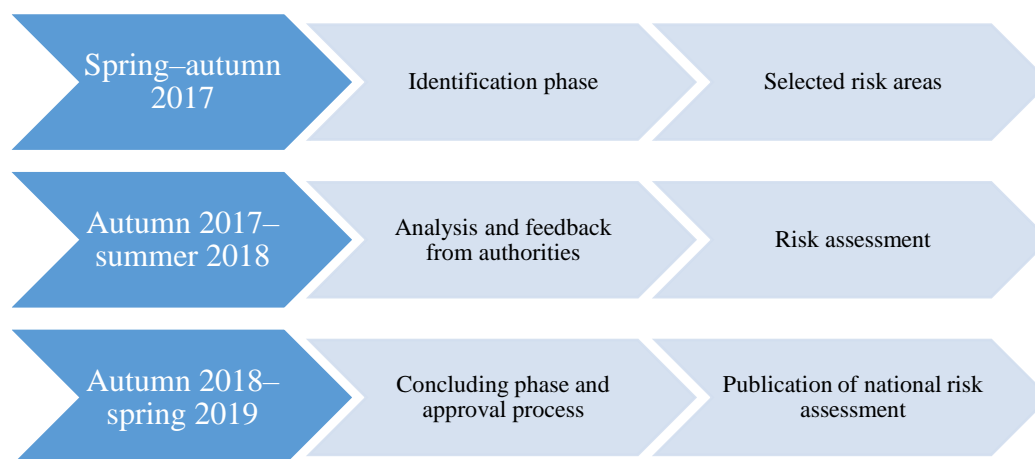 Spring–autumn
2017
Identification phase
Selected risk areas
Autumn 2017–
summer 2018
Analysis and feedback
from authorities
Risk assessment
Autumn 2018–
spring 2019
Concluding phase and
approval process
Publication of national risk
assessment